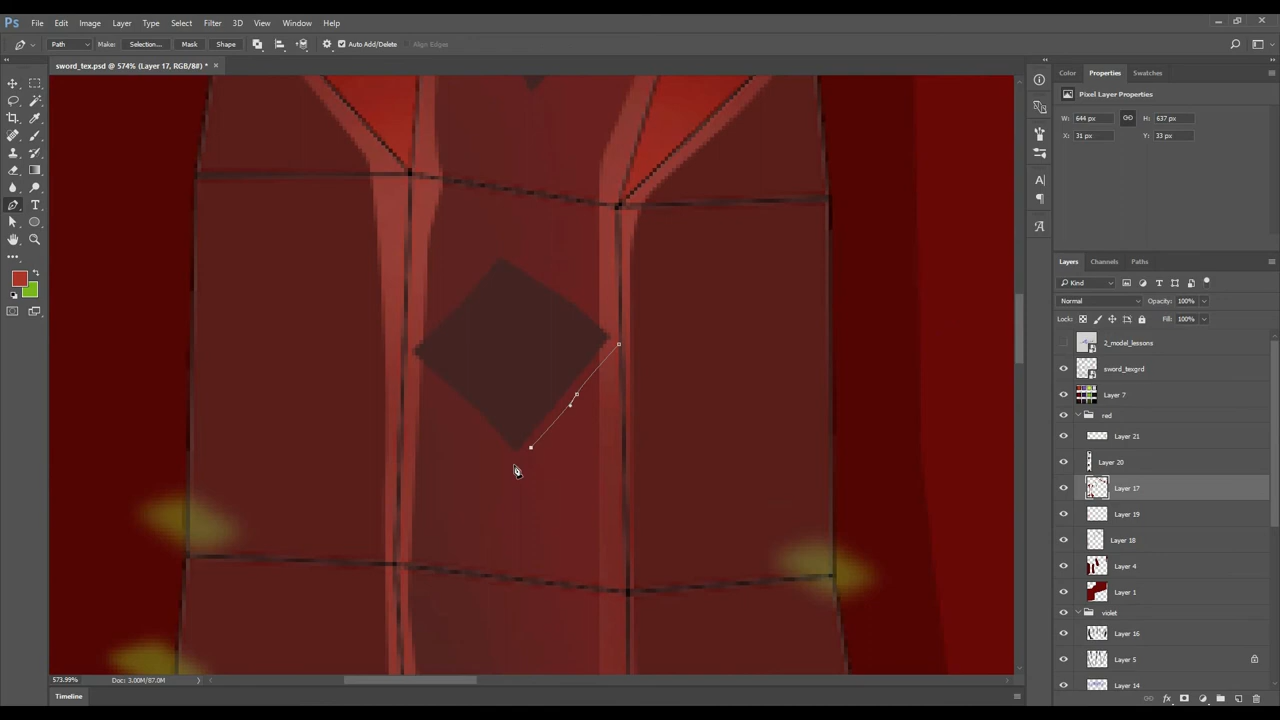 Ps File Edit Image Layer Type Select Filter 3D View Window Help
Path Make: Selection... Mask Shape Auto Add/Delete Align Edges
sword_tex.psd @ 574% (Layer 17, RGB/8#) * ×
Color Properties Swatches
Pixel Layer Properties
W: 644 px H: 637 px
X: 31 px Y: 33 px
Layers Channels Paths
Kind
Normal Opacity: 100%
Lock: Fill: 100%
2_model_lessons
sword_texgrd
Layer 7
red
Layer 21
Layer 20
Layer 17
Layer 19
Layer 18
Layer 4
Layer 1
violet
Layer 16
Layer 5
Layer 14
573.99% Doc: 3.00M/87.0M
Timeline